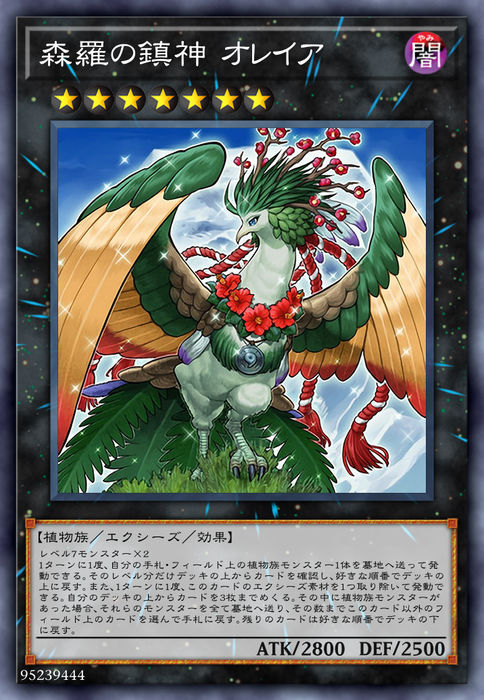 森羅の鎮神 オレイア
やみ
闇
【植物族／エクシーズ／効果】
レベル7モンスター×2
1ターンに1度、自分の手札・フィールド上の植物族モンスター1体を墓地へ送って発
動できる。そのレベル分だけデッキの上からカードを確認し、好きな順番でデッキの
上に戻す。また、1ターンに1度、このカードのエクシーズ素材を1つ取り除いて発動で
きる。自分のデッキの上からカードを3枚までめくる。その中に植物族モンスターが
あった場合、それらのモンスターを全て墓地へ送り、その数までこのカード以外のフ
ィールド上のカードを選んで手札に戻す。残りのカードは好きな順番でデッキの下
に戻す。
ATK/2800 DEF/2500
95239444